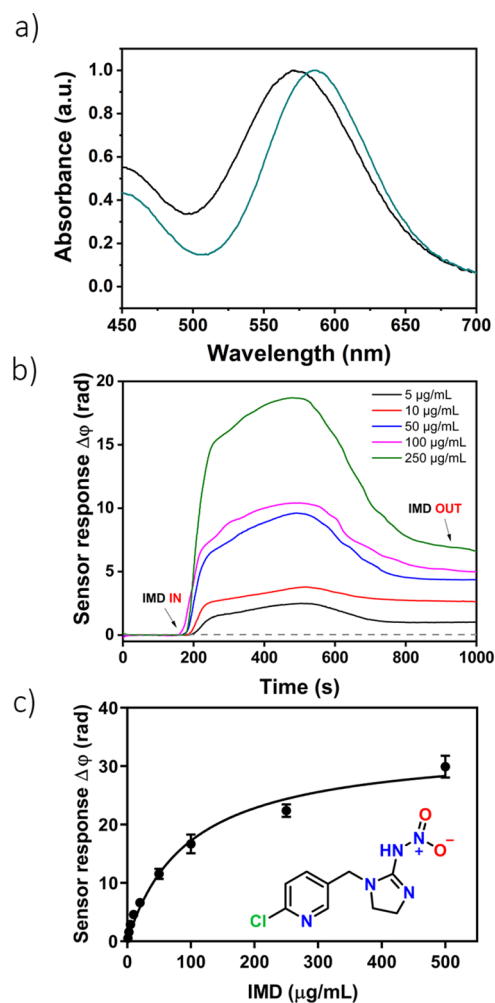 a)
Absorbance (a.u.)
1.0
0.8
0.6
0.4
0.2
0.0
450 500 550 600 650 700
Wavelength (nm)
b)
Sensor response Δφ (rad)
20
15
10
5
0
5 µg/mL
10 µg/mL
50 µg/mL
100 µg/mL
250 µg/mL
IMD IN
IMD OUT
0 200 400 600 800 1000
Time (s)
c)
Sensor response Δφ (rad)
40
30
20
10
0
O
N
+
O−
HN
N
N
Cl
N
0 100 200 300 400 500
IMD (µg/mL)